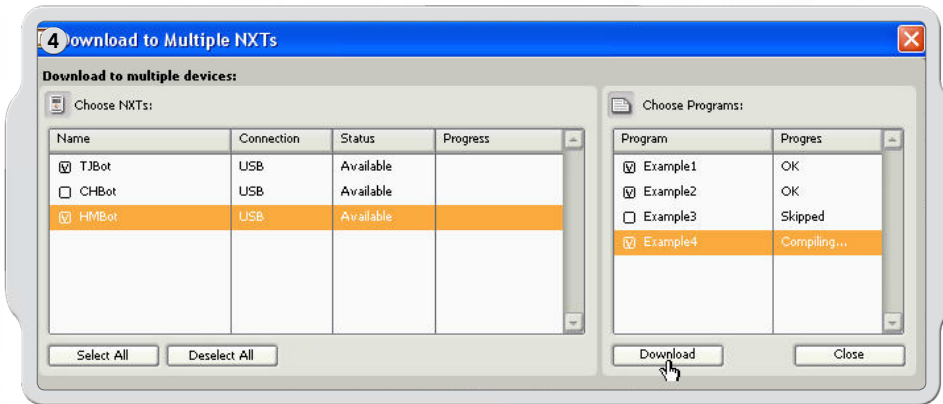 4 Download to Multiple NXTs
Download to multiple devices:
Choose NXTs:
Name Connection Status Progress
TJBot USB Available
CHBot USB Available
HMBot USB Available
Select All Deselect All
Choose Programs:
Program Progres
Example1 OK
Example2 OK
Example3 Skipped
Example4 Compiling...
Download Close